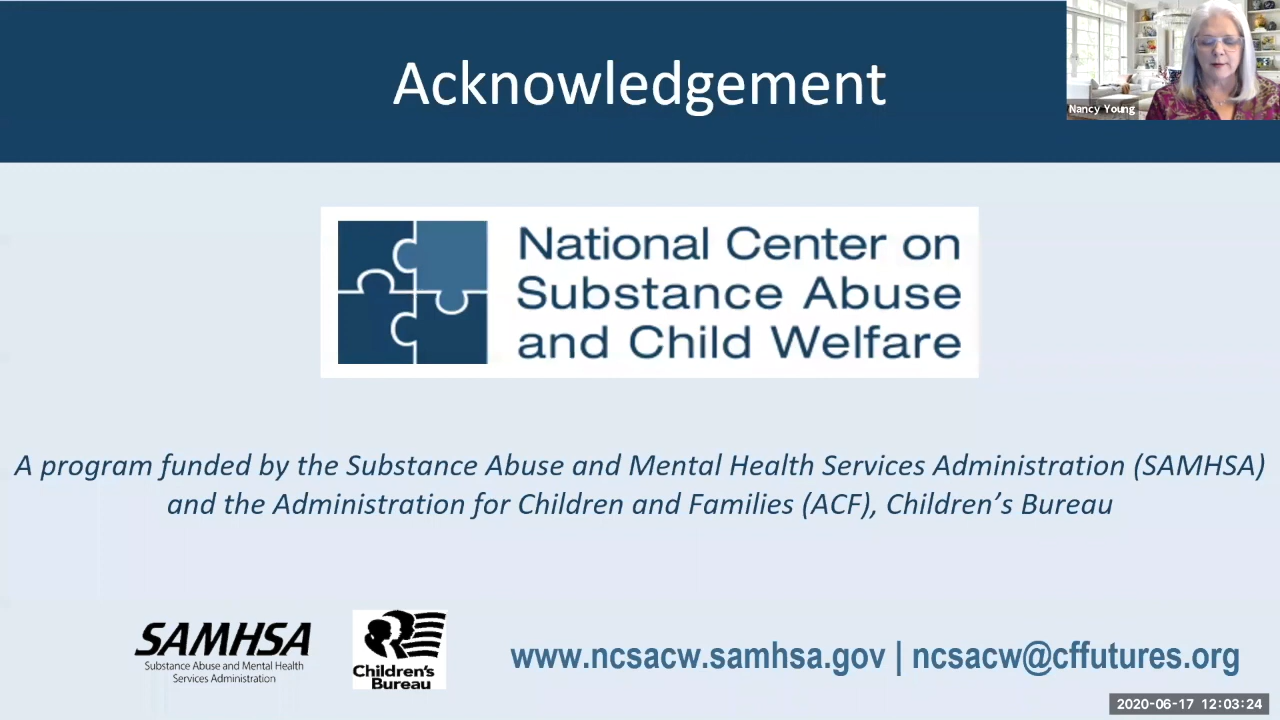 Acknowledgement
Nancy Young
National Center on
Substance Abuse
and Child Welfare
A program funded by the Substance Abuse and Mental Health Services Administration (SAMHSA)
and the Administration for Children and Families (ACF), Children’s Bureau
SAMHSA
Substance Abuse and Mental Health
Services Administration
Children's
Bureau
www.ncsacw.samhsa.gov | ncsacw@cffutures.org
2020-06-17 12:03:24